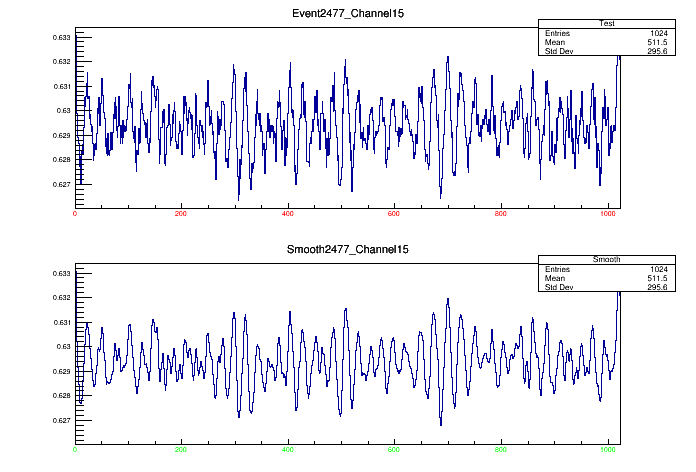 Event2477_Channel15
Test
Entries 1024
Mean 511.5
Std Dev 295.6
0.633
0.632
0.631
0.63
0.629
0.628
0.627
0 200 400 600 800 1000
Smooth2477_Channel15
Smooth
Entries 1024
Mean 511.5
Std Dev 295.6
0.633
0.632
0.631
0.63
0.629
0.628
0.627
0 200 400 600 800 1000